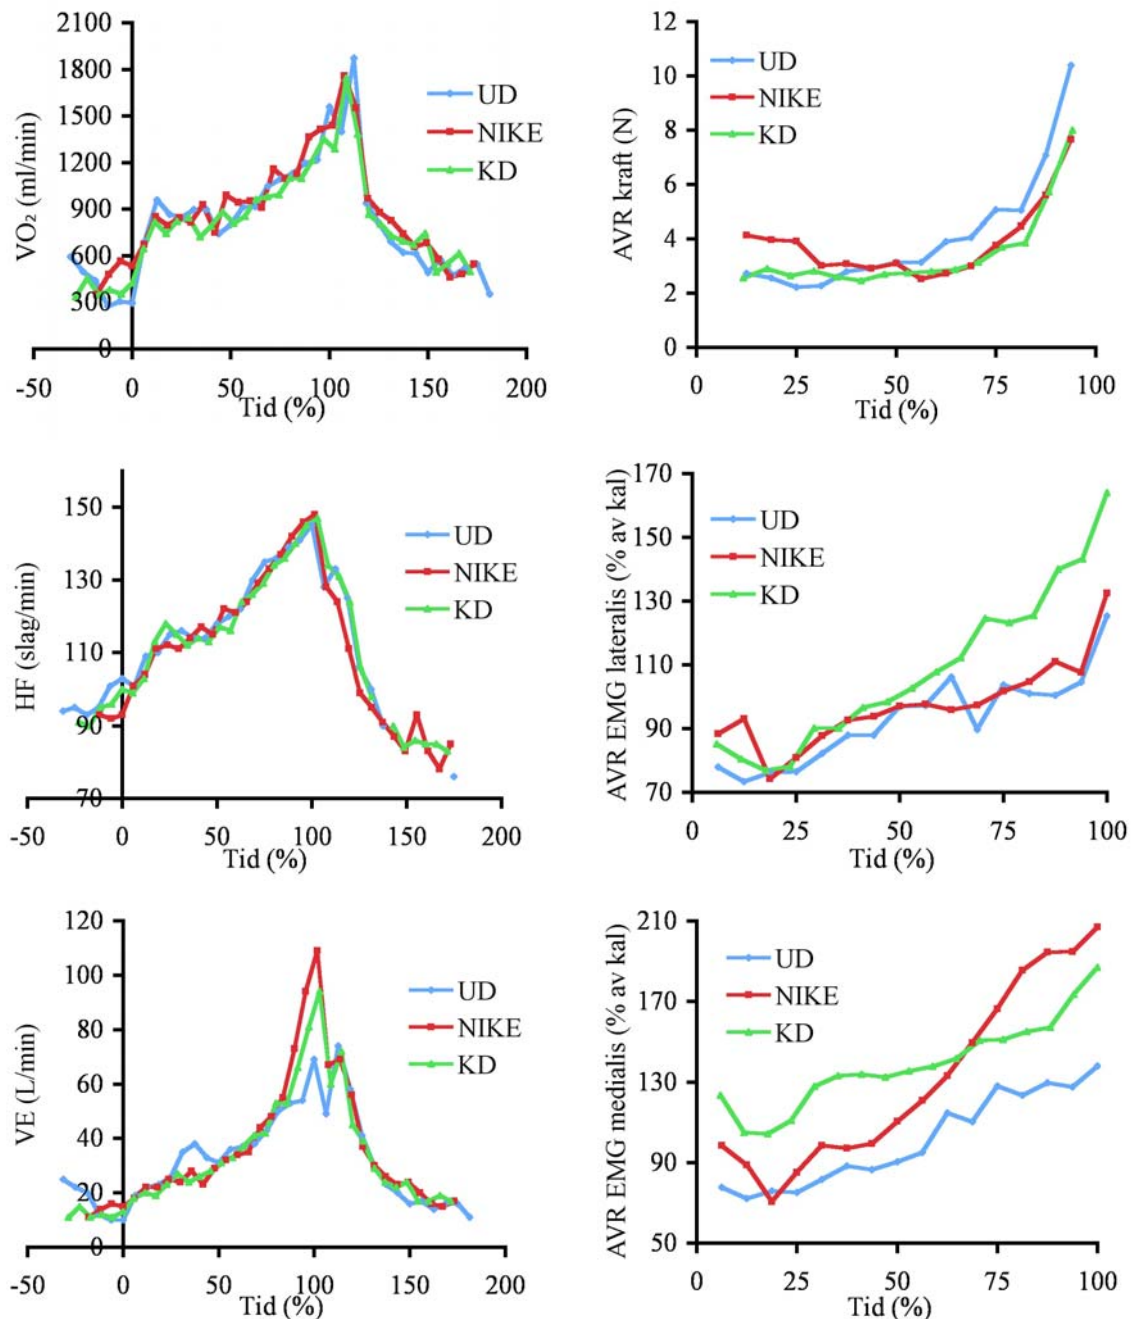 VO₂ (ml/min)
2100
1800
1500
1200
900
600
300
0
-50
0
50
100
150
200
Tid (%)
UD
NIKE
KD
AVR kraft (N)
12
10
8
6
4
2
0
0
25
50
75
100
Tid (%)
UD
NIKE
KD
HF (slag/min)
150
130
110
90
70
-50
0
50
100
150
200
Tid (%)
UD
NIKE
KD
AVR EMG lateralis (% av kal)
170
150
130
110
90
70
0
25
50
75
100
Tid (%)
UD
NIKE
KD
VE (L/min)
120
100
80
60
40
20
0
-50
0
50
100
150
200
Tid (%)
UD
NIKE
KD
AVR EMG medialis (% av kal)
210
170
130
90
50
0
25
50
75
100
Tid (%)
UD
NIKE
KD